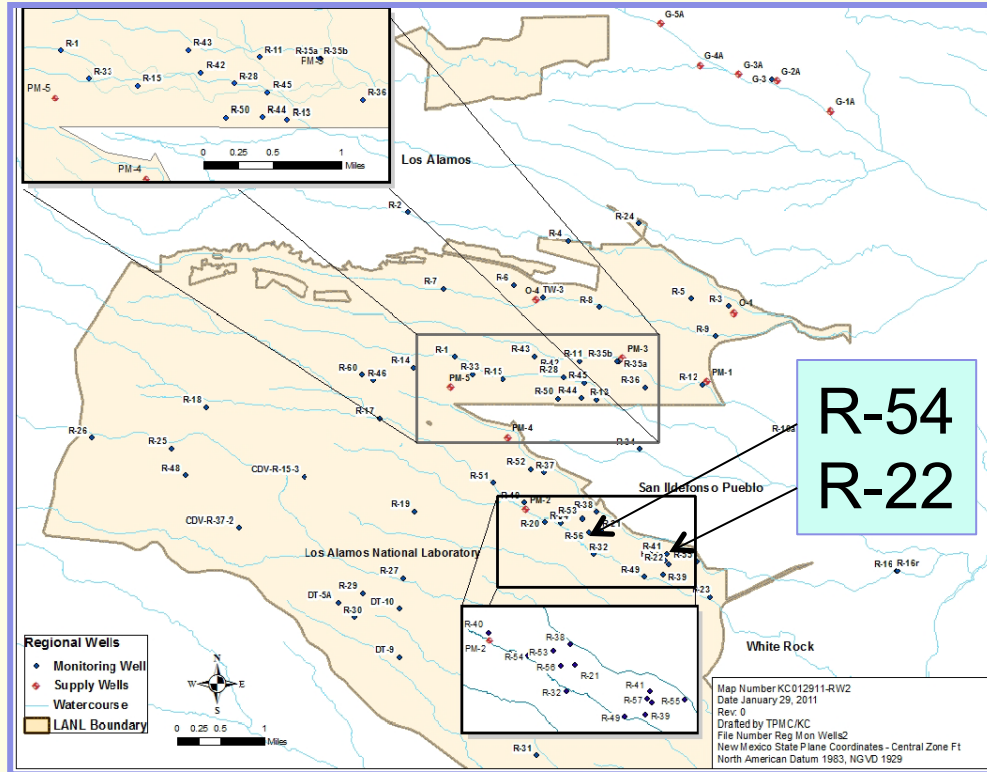 G-5A
G-4A
G-3A
G-3
G-2A
G-1A
R-1
R-43
R-11
R-35a
R-35b
R-33
R-42
R-15
R-28
R-45
PM-5
R-36
R-50
R-44
R-13
0 0.25 0.5 1
Miles
PM-4
Los Alamos
R-2
R-24
R-4
R-7
R-6
O-4
TW-3
R-8
R-5
R-3
O-1
R-9
R-1
R-43
R-11
R-35b
PM-3
R-35a
R-14
R-33
R-42
R-60
R-46
R-15
R-28
R-45
PM-5
R-36
R-12
PM-1
R-50
R-44
R-13
R-18
R-17
R-26
PM-4
R-34
R-25
R-48
CDV-R-15-3
R-52
R-37
R-51
San Ildefonso Pueblo
PM-2
R-38
R-53
R-19
R-20
R-21
CDV-R-37-2
R-56
Los Alamos National Laboratory
R-32
R-41
R-22
R-16
R-16r
R-49
R-39
R-27
R-29
R-23
DT-5A
DT-10
R-30
R-54
R-22
R-40
R-38
PM-2
R-53
R-54
R-56
R-21
DT-9
R-32
R-41
R-57
R-55
R-49
R-39
White Rock
R-31
Regional Wells
Monitoring Well
Supply Wells
Watercourse
LANL Boundary
N
W E
S
0 0.25 0.5 1
Miles
Map Number KC012911-RW2
Date January 29, 2011
Rev: 0
Drafted by TPMC/KC
File Number Reg Mon Wells2
New Mexico State Plane Coordinates - Central Zone Ft
North American Datum 1983, NGVD 1929